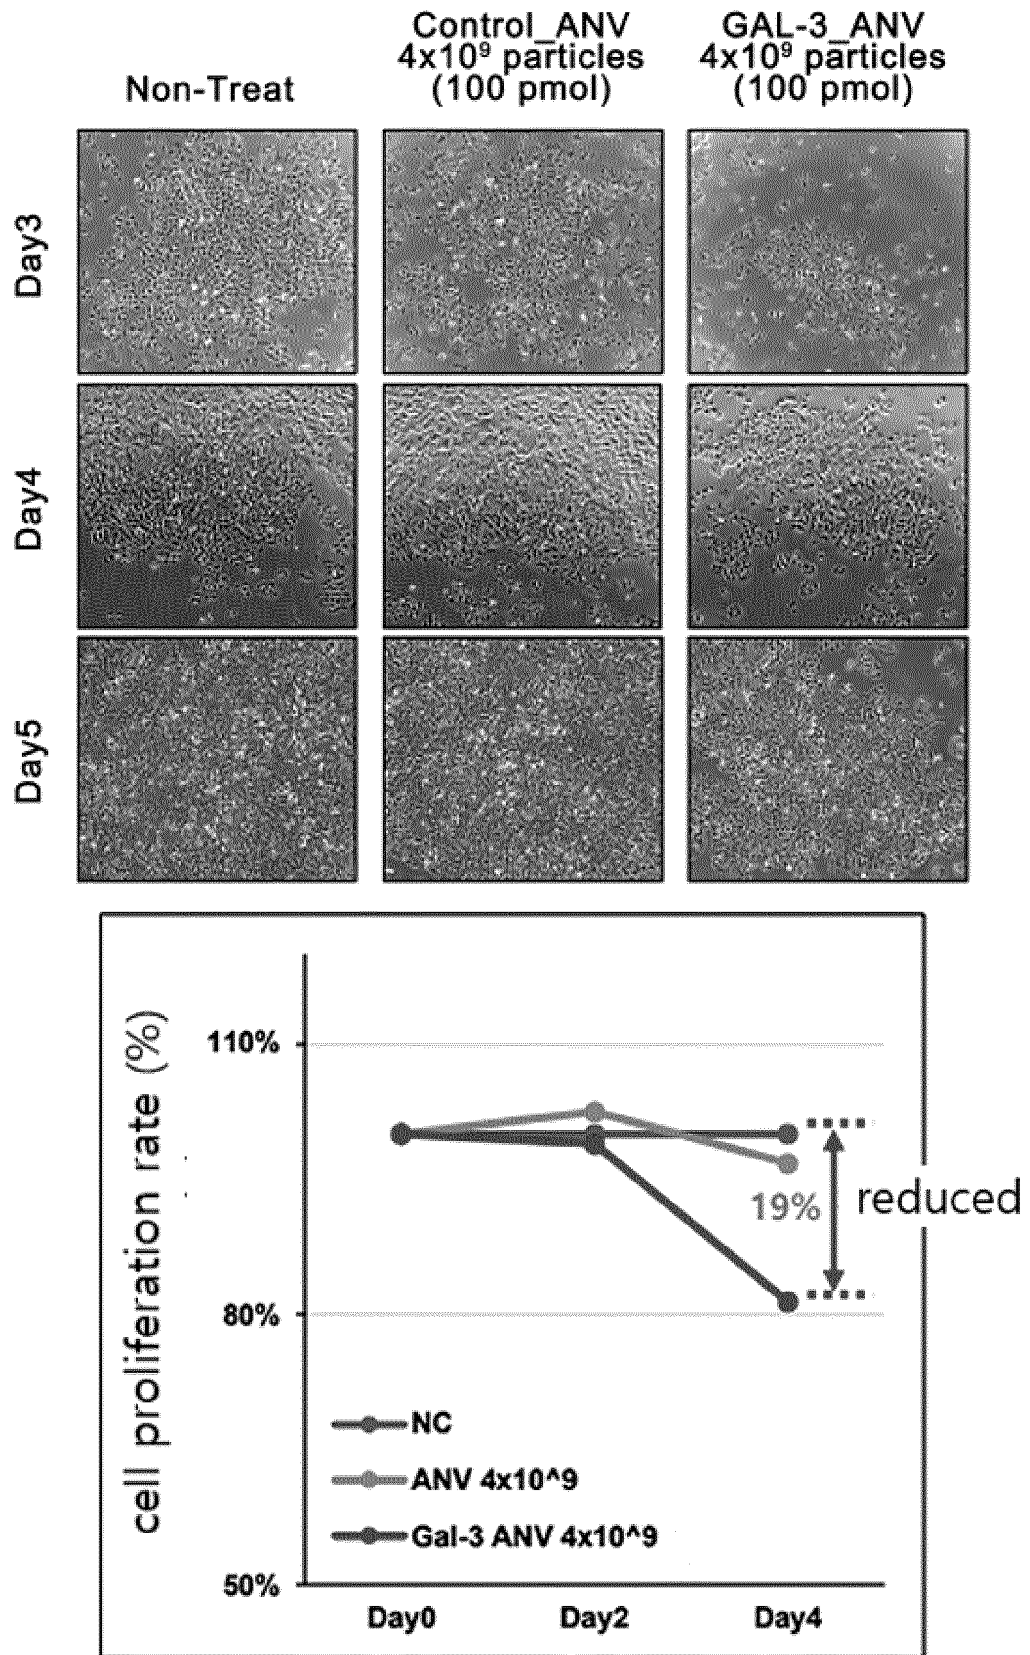 Non-Treat
Control_ANV
4x10⁹ particles
(100 pmol)
GAL-3_ANV
4x10⁹ particles
(100 pmol)
Day3
Day4
Day5
cell proliferation rate (%)
110%
80%
50%
19%
reduced
NC
ANV 4x10^9
Gal-3 ANV 4x10^9
Day0 Day2 Day4